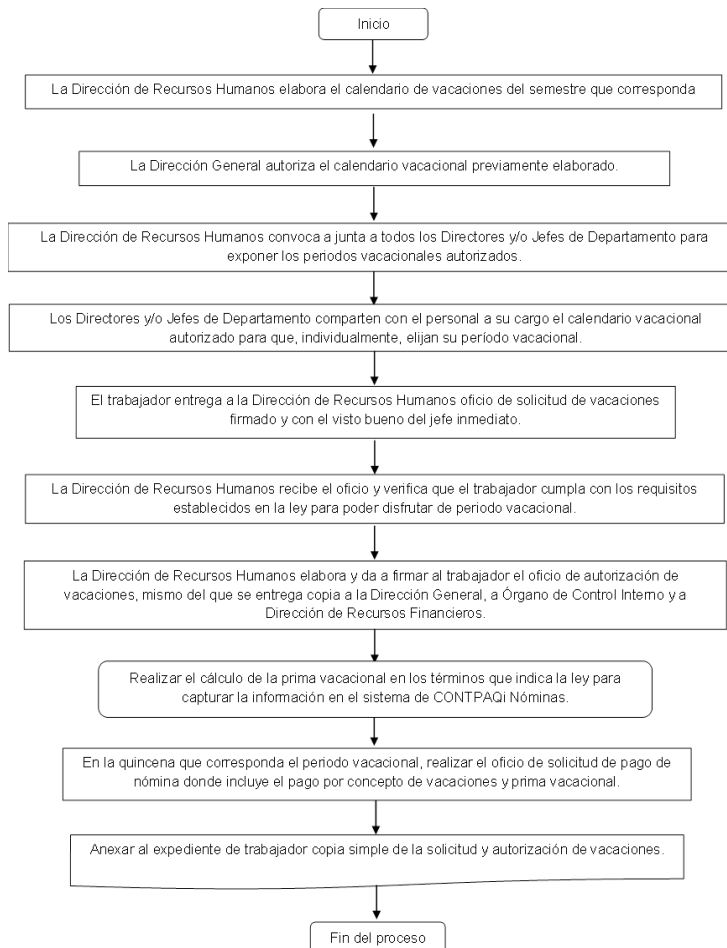 Inicio
La Dirección de Recursos Humanos elabora el calendario de vacaciones del semestre que corresponda
La Dirección General autoriza el calendario vacacional previamente elaborado.
La Dirección de Recursos Humanos convoca a junta a todos los Directores y/o Jefes de Departamento para
exponer los periodos vacacionales autorizados.
Los Directores y/o Jefes de Departamento comparten con el personal a su cargo el calendario vacacional
autorizado para que, individualmente, elijan su período vacacional.
El trabajador entrega a la Dirección de Recursos Humanos oficio de solicitud de vacaciones
firmado y con el visto bueno del jefe inmediato.
La Dirección de Recursos Humanos recibe el oficio y verifica que el trabajador cumpla con los requisitos
establecidos en la ley para poder disfrutar de periodo vacacional.
La Dirección de Recursos Humanos elabora y da a firmar al trabajador el oficio de autorización de
vacaciones, mismo del que se entrega copia a la Dirección General, a Órgano de Control Interno y a
Dirección de Recursos Financieros.
Realizar el cálculo de la prima vacacional en los términos que indica la ley para
capturar la información en el sistema de CONTPAQi Nóminas.
En la quincena que corresponda el periodo vacacional, realizar el oficio de solicitud de pago de
nómina donde incluye el pago por concepto de vacaciones y prima vacacional.
Anexar al expediente de trabajador copia simple de la solicitud y autorización de vacaciones.
Fin del proceso